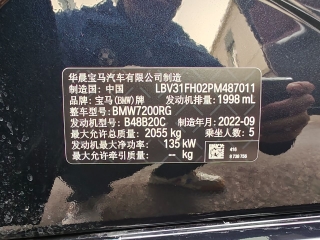 华晨宝马汽车有限公司制造
制造国: 中国 LBV31FH02PM487011
品牌: 宝马(BMW)牌 发动机排量: 1998 mL
整车型号: BMW7200RG
发动机型号: B48B20C 制造年月: 2022-09
最大允许总质量: 2055 kg 乘坐人数: 5
发动机最大净功率: 135 kW
最大允许牵引质量: -- kg
416